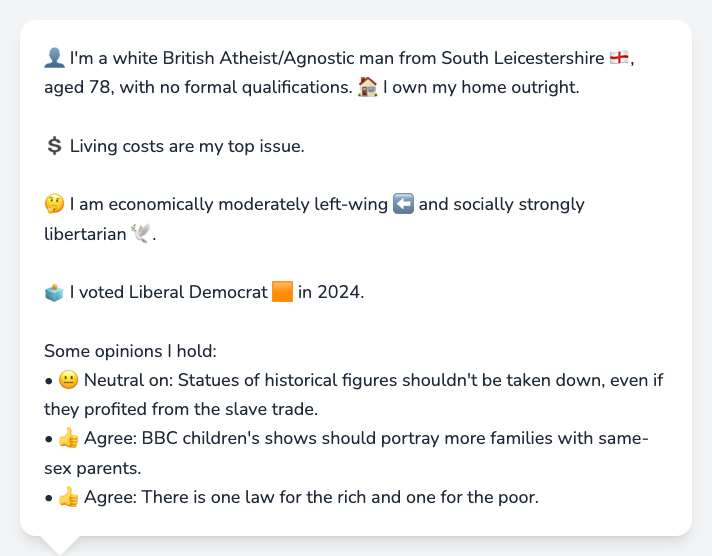 👤 I'm a white British Atheist/Agnostic man from South Leicestershire 🏴󠁧󠁢󠁥󠁮󠁧󠁿,
aged 78, with no formal qualifications. 🏠 I own my home outright.
💲 Living costs are my top issue.
🤔 I am economically moderately left-wing ⬅️ and socially strongly
libertarian 🕊️.
🗳️ I voted Liberal Democrat 🟧 in 2024.
Some opinions I hold:
• 😐 Neutral on: Statues of historical figures shouldn't be taken down, even if
they profited from the slave trade.
• 👍 Agree: BBC children's shows should portray more families with same-
sex parents.
• 👍 Agree: There is one law for the rich and one for the poor.